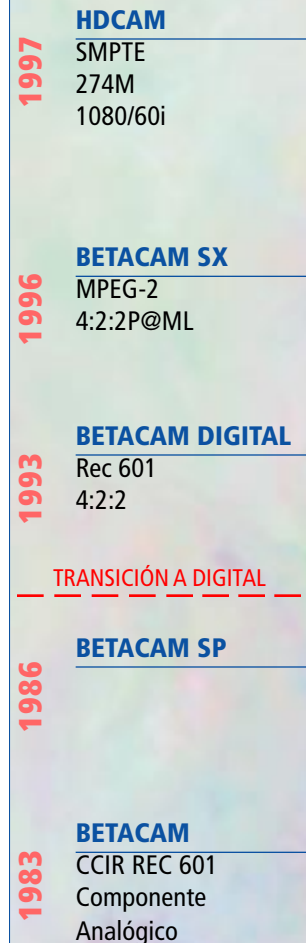 1997
HDCAM
SMPTE
274M
1080/60i
1996
BETACAM SX
MPEG-2
4:2:2P@ML
1993
BETACAM DIGITAL
Rec 601
4:2:2
TRANSICIÓN A DIGITAL
1986
BETACAM SP
1983
BETACAM
CCIR REC 601
Componente
Analógico